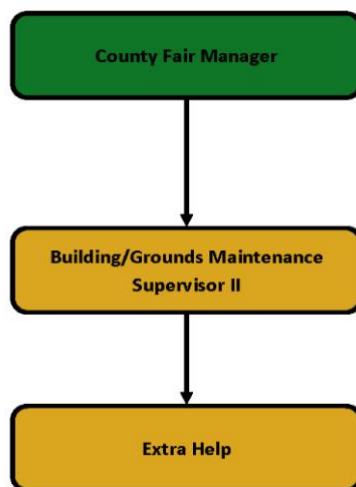 County Fair Manager
Building/Grounds Maintenance
Supervisor II
Extra Help